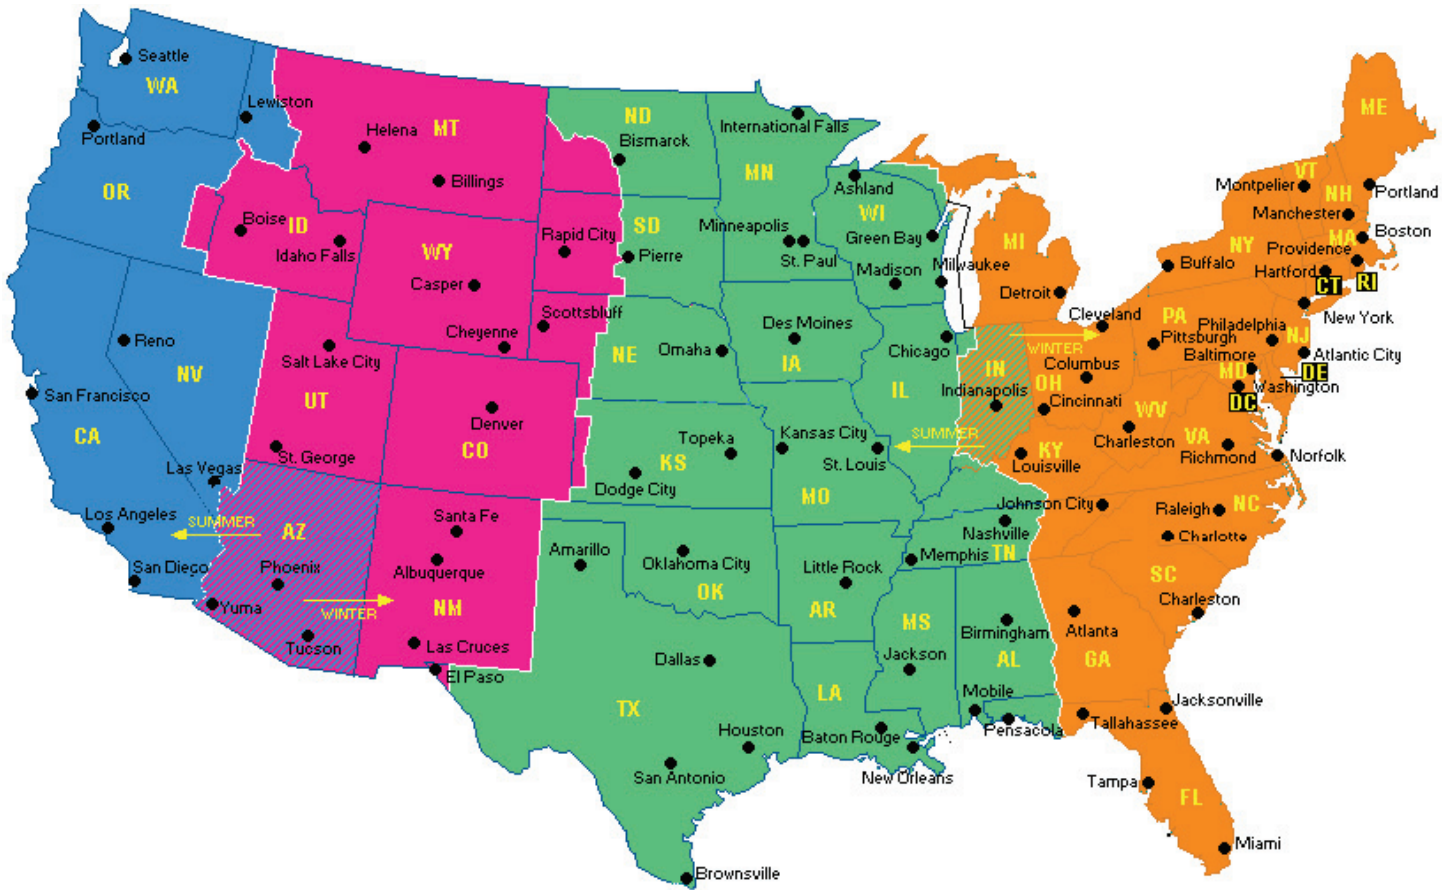 Seattle
WA
Lewiston
Portland
OR
Helena
MT
Billings
Boise
ID
Idaho Falls
WY
Casper
Cheyenne
Rapid City
Scottsbluff
ND
Bismarck
SD
Pierre
International Falls
MN
Minneapolis
St. Paul
Ashland
WI
Green Bay
Madison
Milwaukee
MI
Detroit
ME
VT
Montpelier
NH
Portland
Manchester
MA
Boston
NY
Providence
Buffalo
Hartford
CT
RI
New York
Cleveland
PA
Pittsburgh
Philadelphia
NJ
Baltimore
Atlantic City
MD
DE
Washington
DC
Reno
NV
San Francisco
CA
Las Vegas
Los Angeles
San Diego
Salt Lake City
UT
St. George
Denver
CO
NE
Omaha
Des Moines
IA
Chicago
IL
IN
Indianapolis
WINTER
Columbus
OH
Cincinnati
SUMMER
KY
Louisville
WV
Charleston
VA
Richmond
Norfolk
Topeka
KS
Dodge City
Kansas City
St. Louis
MO
SUMMER
AZ
Phoenix
WINTER
Yuma
Tucson
Santa Fe
Albuquerque
NM
Las Cruces
El Paso
Amarillo
Oklahoma City
OK
Little Rock
AR
Johnson City
Nashville
Memphis
TN
Raleigh
NC
Charlotte
SC
Charleston
MS
Birmingham
Jackson
AL
Atlanta
GA
Dallas
TX
LA
Mobile
Pensacola
Houston
Baton Rouge
San Antonio
New Orleans
Tallahassee
Jacksonville
Tampa
FL
Miami
Brownsville